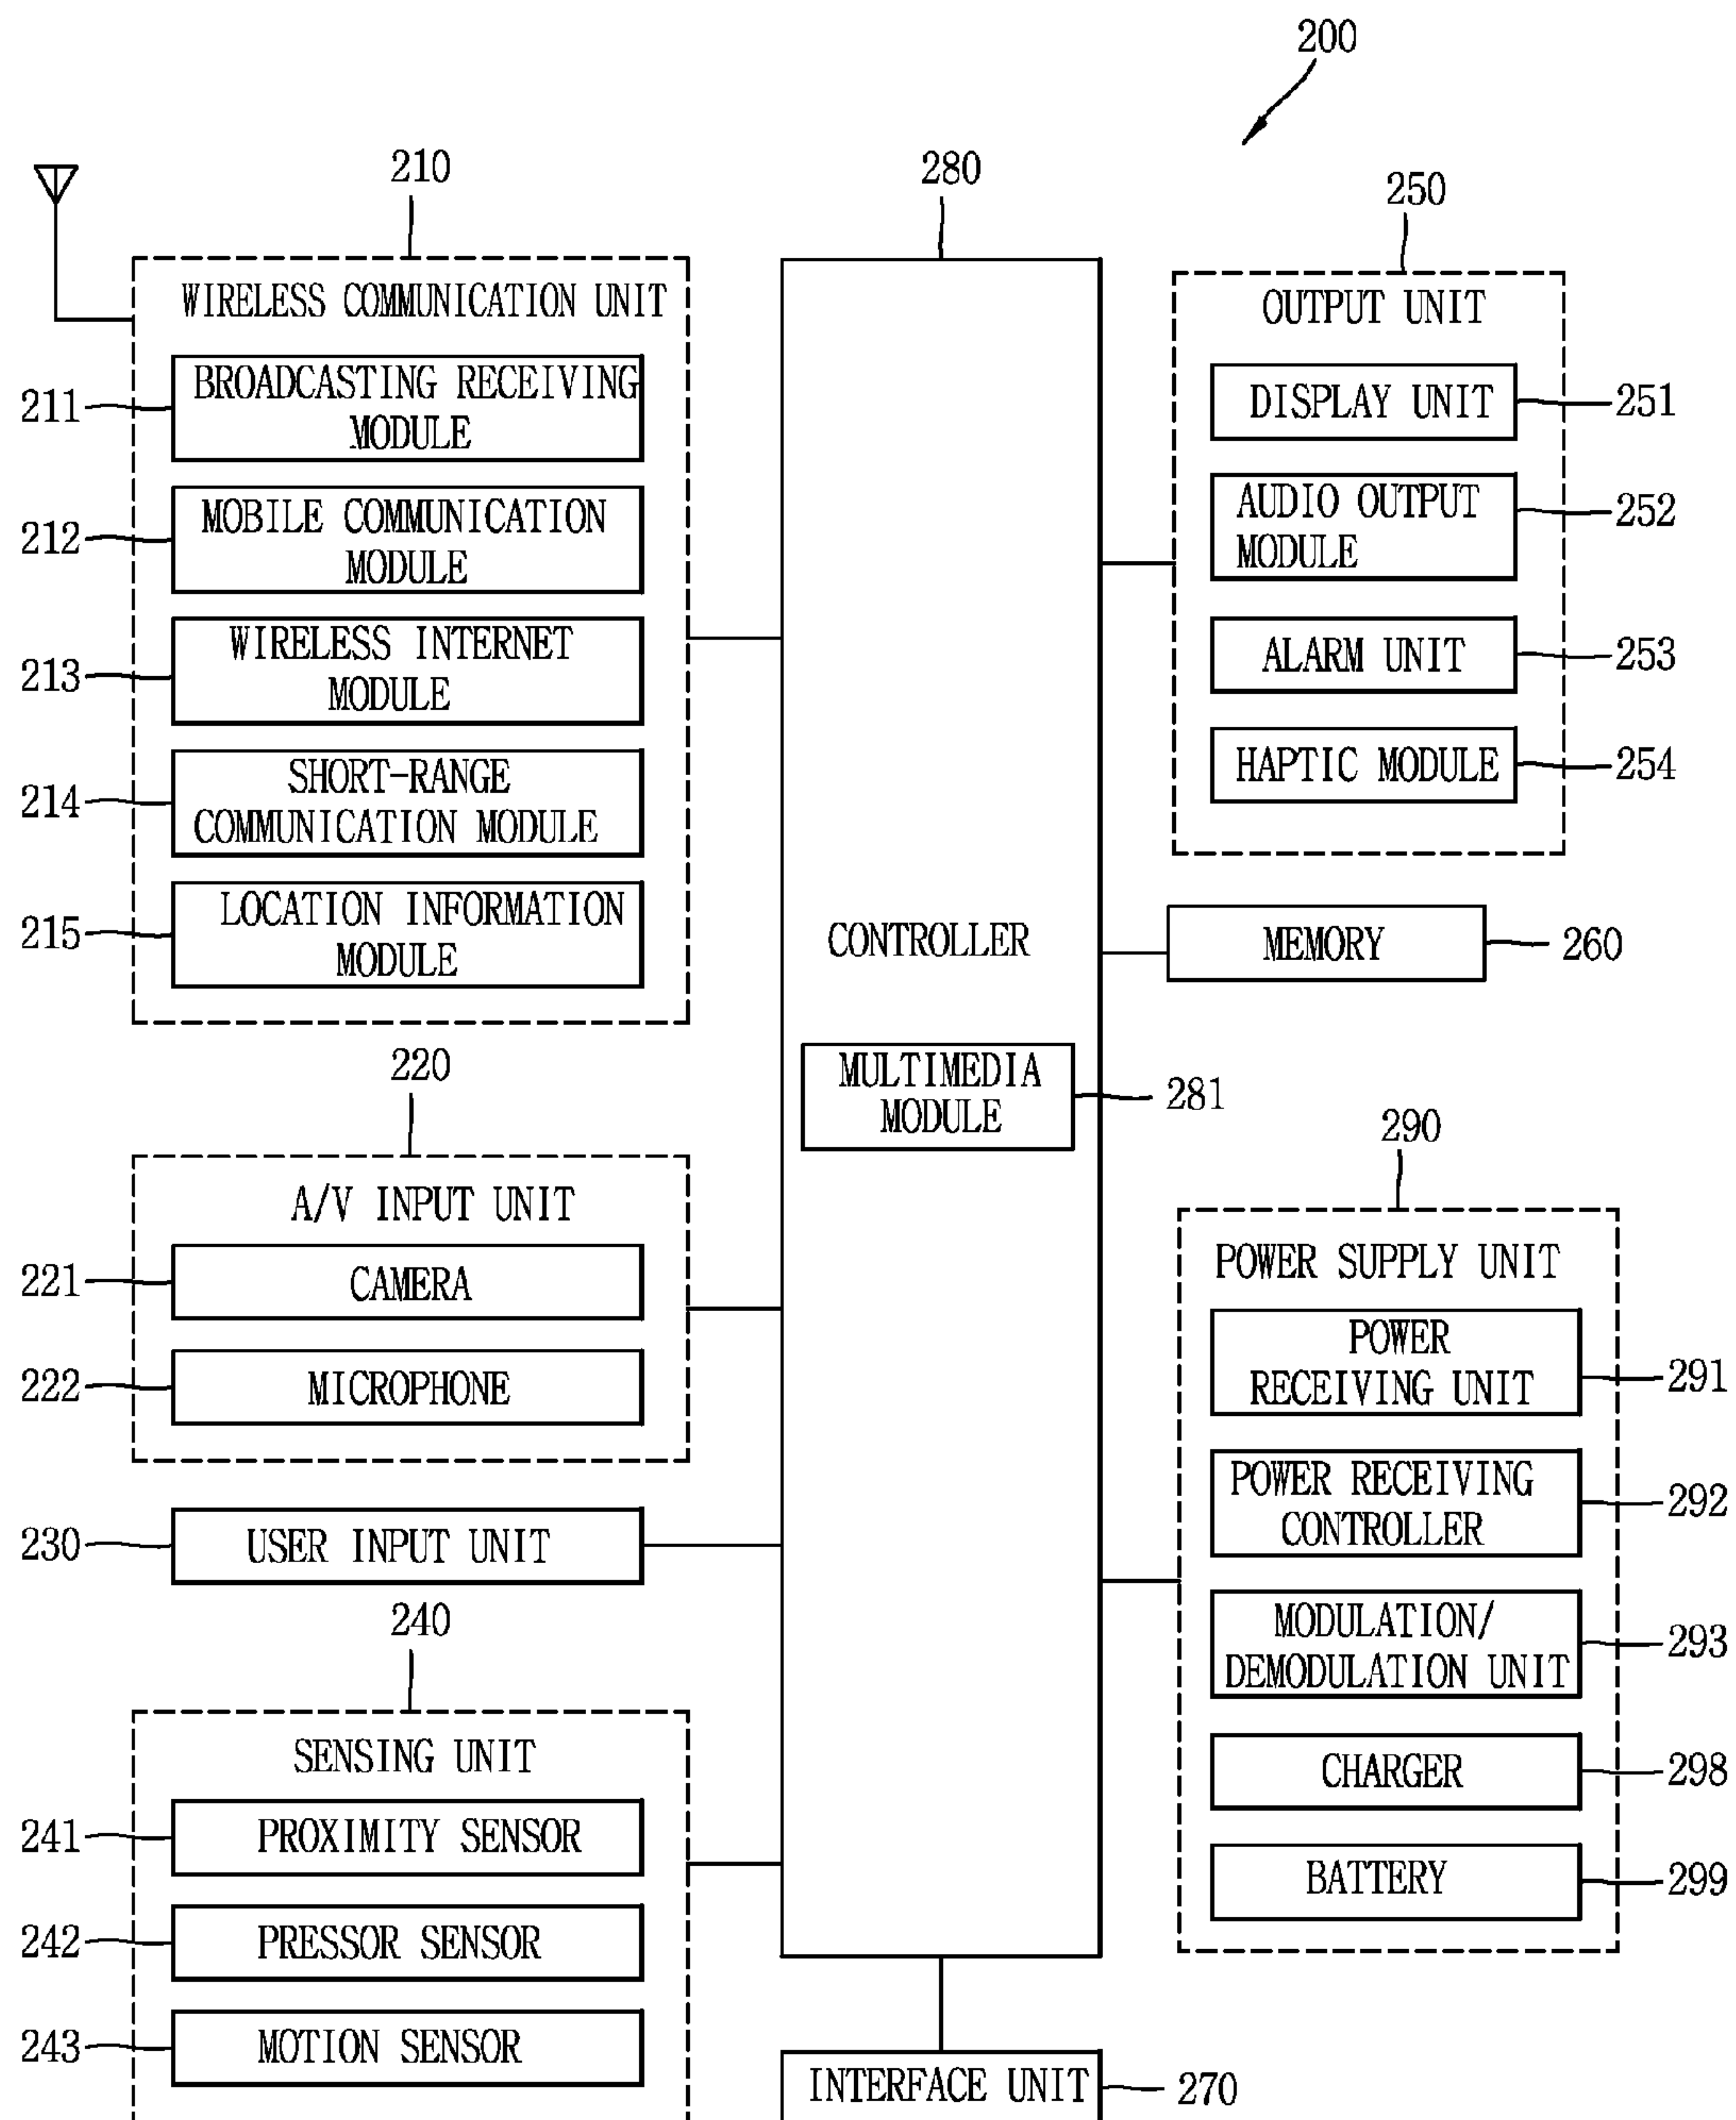 200
210
WIRELESS COMMUNICATION UNIT
211
BROADCASTING RECEIVING
MODULE
212
MOBILE COMMUNICATION
MODULE
213
WIRELESS INTERNET
MODULE
214
SHORT-RANGE
COMMUNICATION MODULE
215
LOCATION INFORMATION
MODULE
220
A/V INPUT UNIT
221
CAMERA
222
MICROPHONE
230
USER INPUT UNIT
240
SENSING UNIT
241
PROXIMITY SENSOR
242
PRESSOR SENSOR
243
MOTION SENSOR
280
CONTROLLER
MULTIMEDIA
MODULE
281
INTERFACE UNIT
270
250
OUTPUT UNIT
DISPLAY UNIT
251
AUDIO OUTPUT
MODULE
252
ALARM UNIT
253
HAPTIC MODULE
254
MEMORY
260
290
POWER SUPPLY UNIT
POWER
RECEIVING UNIT
291
POWER RECEIVING
CONTROLLER
292
MODULATION/
DEMODULATION UNIT
293
CHARGER
298
BATTERY
299